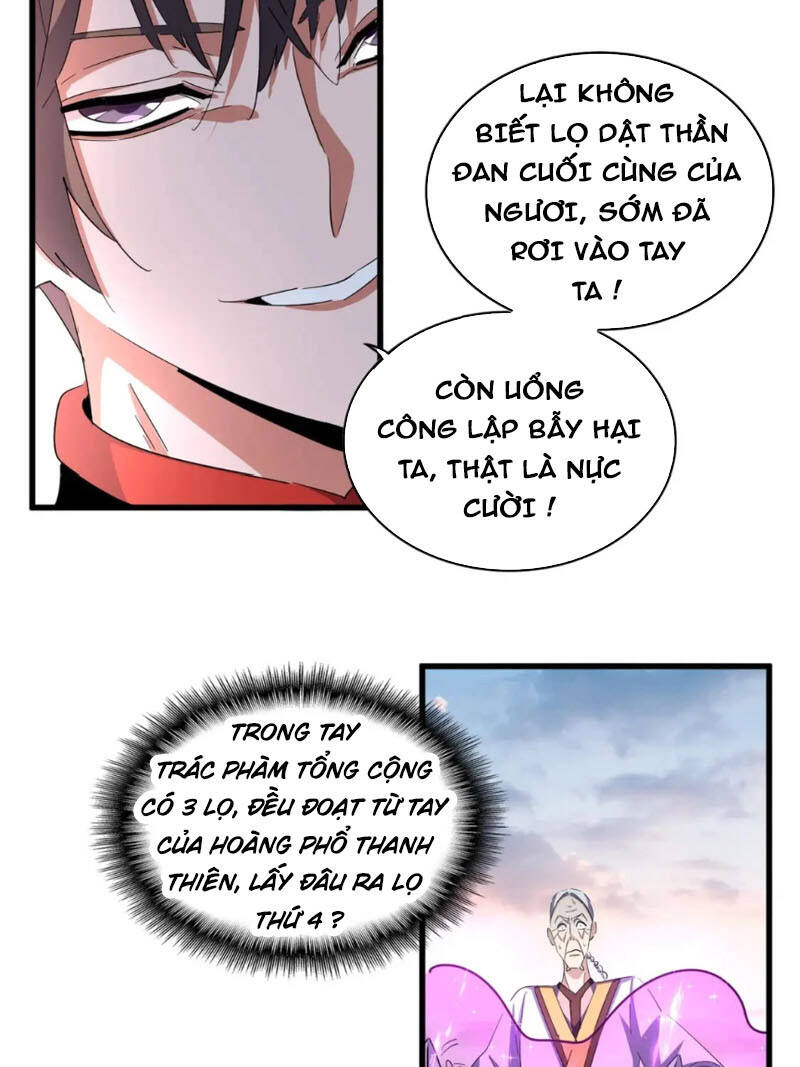 LẠI KHÔNG
BIẾT LỌ DẬT THẦN
ĐAN CUỐI CÙNG CỦA
NGƯƠI, SỚM ĐÃ
RƠI VÀO TAY
TA !
CÒN UỔNG
CÔNG LẬP BẪY HẠI
TA, THẬT LÀ NỰC
CƯỜI !
TRONG TAY
TRÁC PHÀM TỔNG CỘNG
CÓ 3 LỌ, ĐỀU ĐOẠT TỪ TAY
CỦA HOÀNG PHỔ THANH
THIÊN, LẤY ĐÂU RA LỌ
THỨ 4 ?